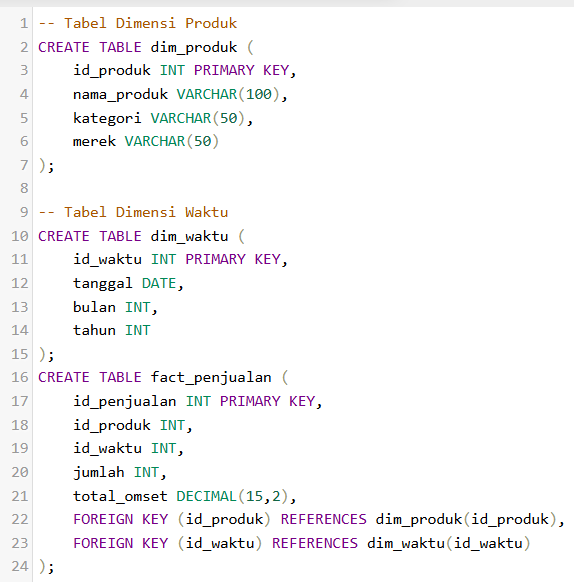 1 -- Tabel Dimensi Produk
2 CREATE TABLE dim_produk (
3     id_produk INT PRIMARY KEY,
4     nama_produk VARCHAR(100),
5     kategori VARCHAR(50),
6     merek VARCHAR(50)
7 );
8
9 -- Tabel Dimensi Waktu
10 CREATE TABLE dim_waktu (
11     id_waktu INT PRIMARY KEY,
12     tanggal DATE,
13     bulan INT,
14     tahun INT
15 );
16 CREATE TABLE fact_penjualan (
17     id_penjualan INT PRIMARY KEY,
18     id_produk INT,
19     id_waktu INT,
20     jumlah INT,
21     total_omset DECIMAL(15,2),
22     FOREIGN KEY (id_produk) REFERENCES dim_produk(id_produk),
23     FOREIGN KEY (id_waktu) REFERENCES dim_waktu(id_waktu)
24 );